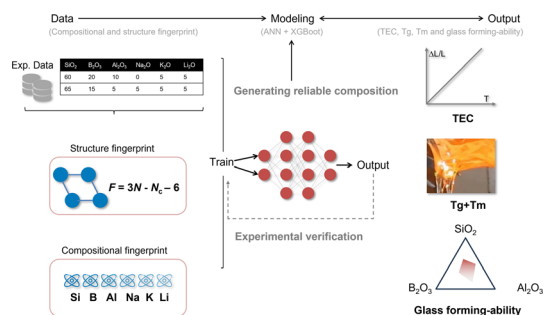 Data Modeling Output
(Compositional and structure fingerprint) (ANN + XGBoot) (TEC, Tg, Tm and glass forming-ability)
Exp. Data
SiO₂ B₂O₃ Al₂O₃ Na₂O K₂O Li₂O
60 20 10 0 5 5
65 15 5 5 5 5
Generating reliable composition
ΔL/L
T
TEC
Structure fingerprint
F = 3N - Nc – 6
Train
Output
Tg+Tm
Experimental verification
Compositional fingerprint
Si B Al Na K Li
SiO₂
B₂O₃ Al₂O₃
Glass forming-ability